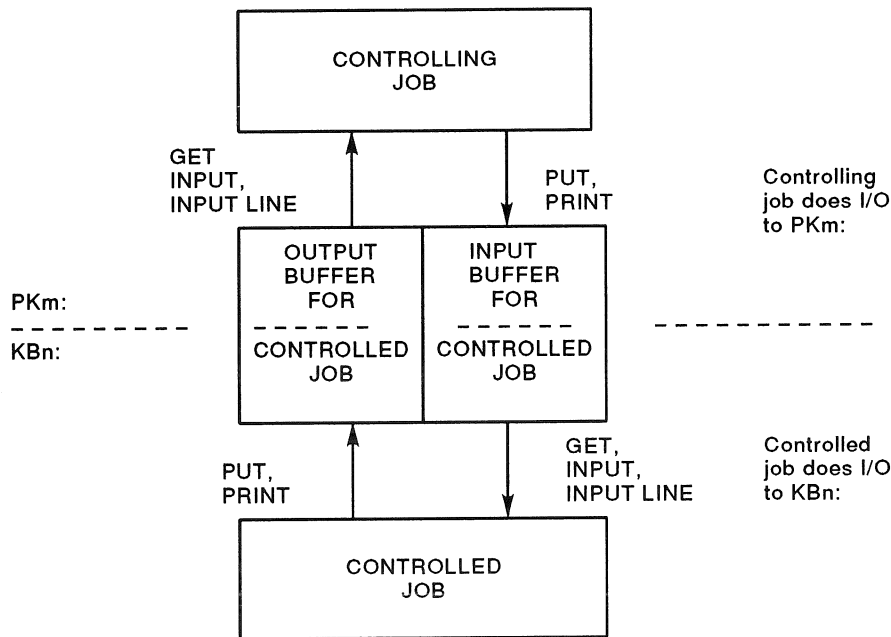 CONTROLLING
JOB
GET
INPUT,
INPUT LINE
PUT,
PRINT
Controlling
job does I/O
to PKm:
OUTPUT
BUFFER
FOR
INPUT
BUFFER
FOR
PKm:
KBn:
CONTROLLED
JOB
CONTROLLED
JOB
PUT,
PRINT
GET,
INPUT,
INPUT LINE
Controlled
job does I/O
to KBn:
CONTROLLED
JOB